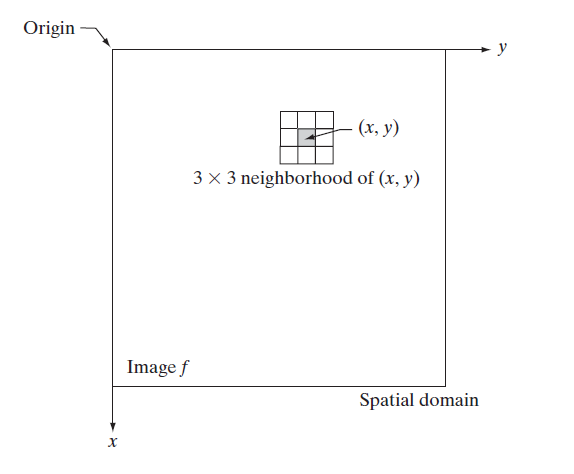 Origin
y
(x, y)
3 × 3 neighborhood of (x, y)
Image f
Spatial domain
x